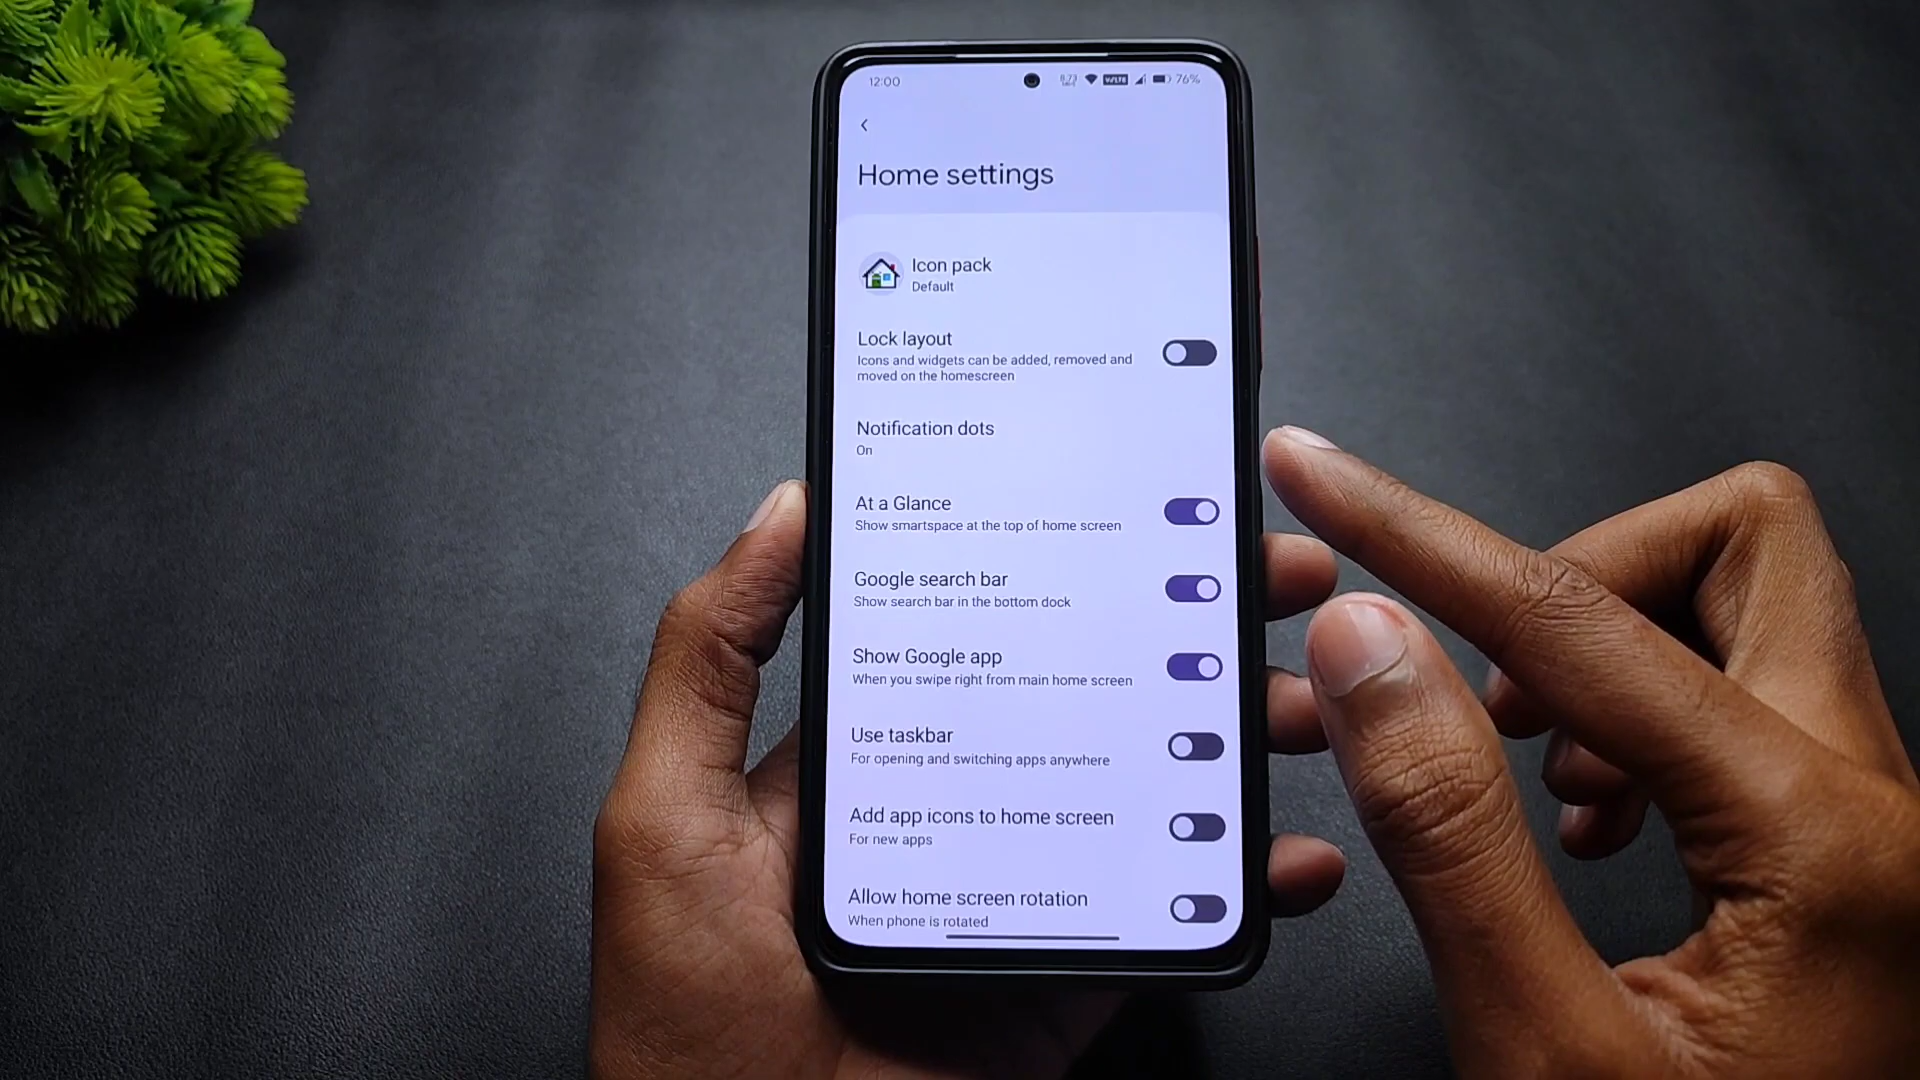 12:00
8.73
VoLTE
76%
Home settings
Icon pack
Default
Lock layout
Icons and widgets can be added, removed and
moved on the homescreen
Notification dots
On
At a Glance
Show smartspace at the top of home screen
Google search bar
Show search bar in the bottom dock
Show Google app
When you swipe right from main home screen
Use taskbar
For opening and switching apps anywhere
Add app icons to home screen
For new apps
Allow home screen rotation
When phone is rotated